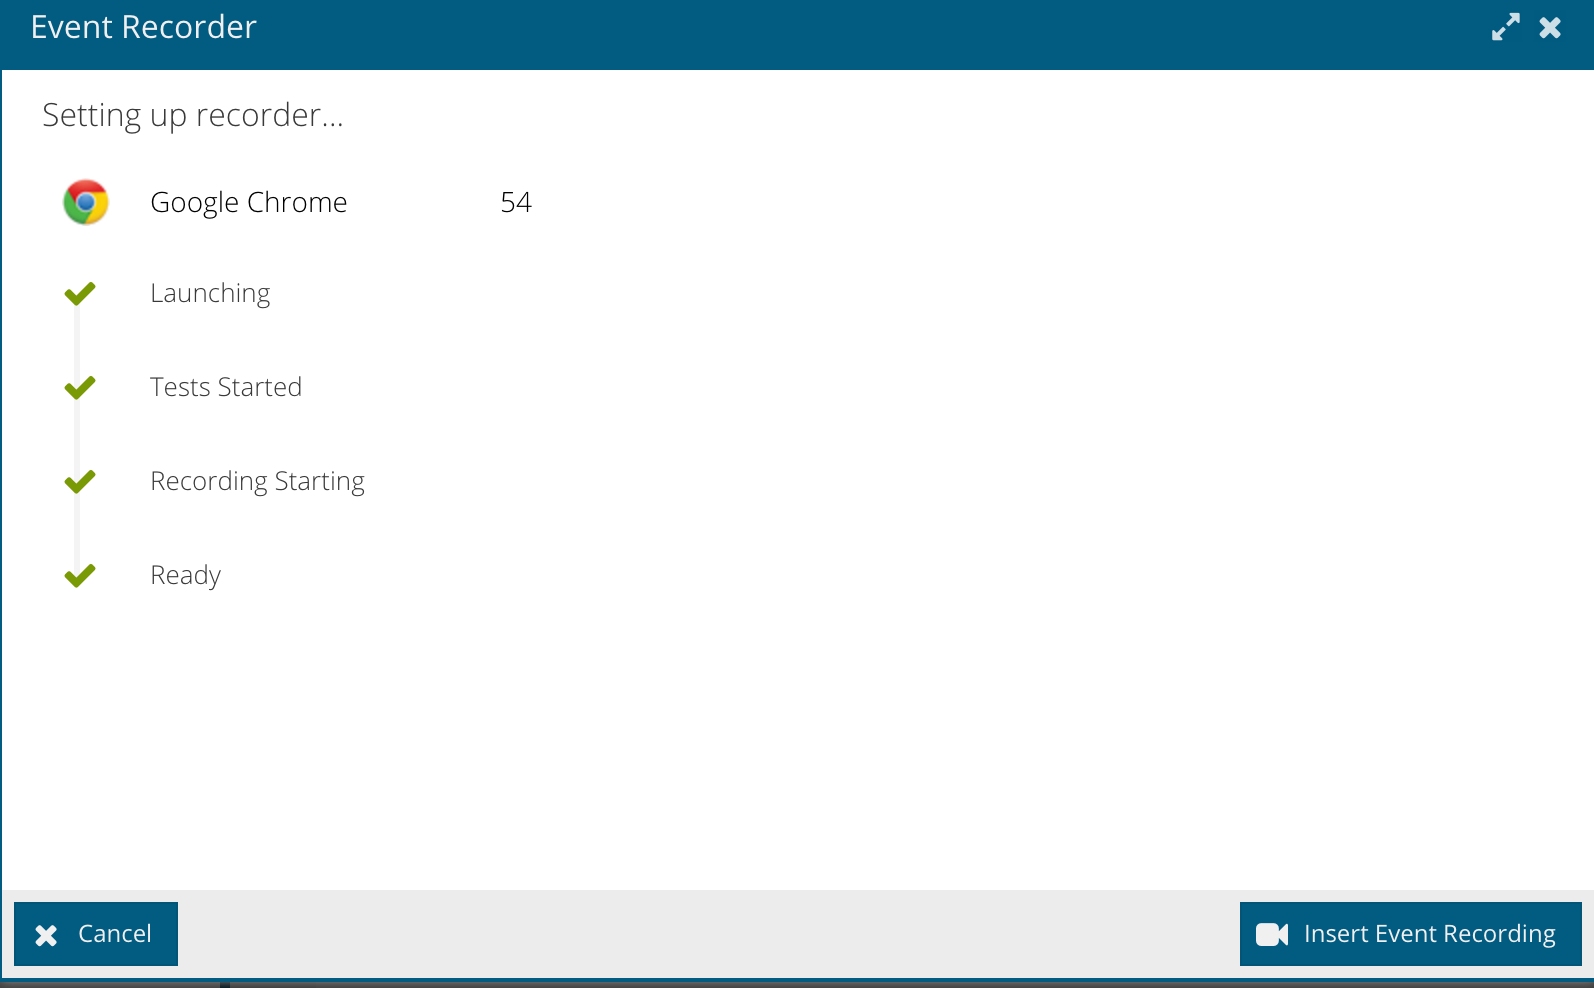 Event Recorder
Setting up recorder...
Google Chrome 54
Launching
Tests Started
Recording Starting
Ready
Cancel
Insert Event Recording